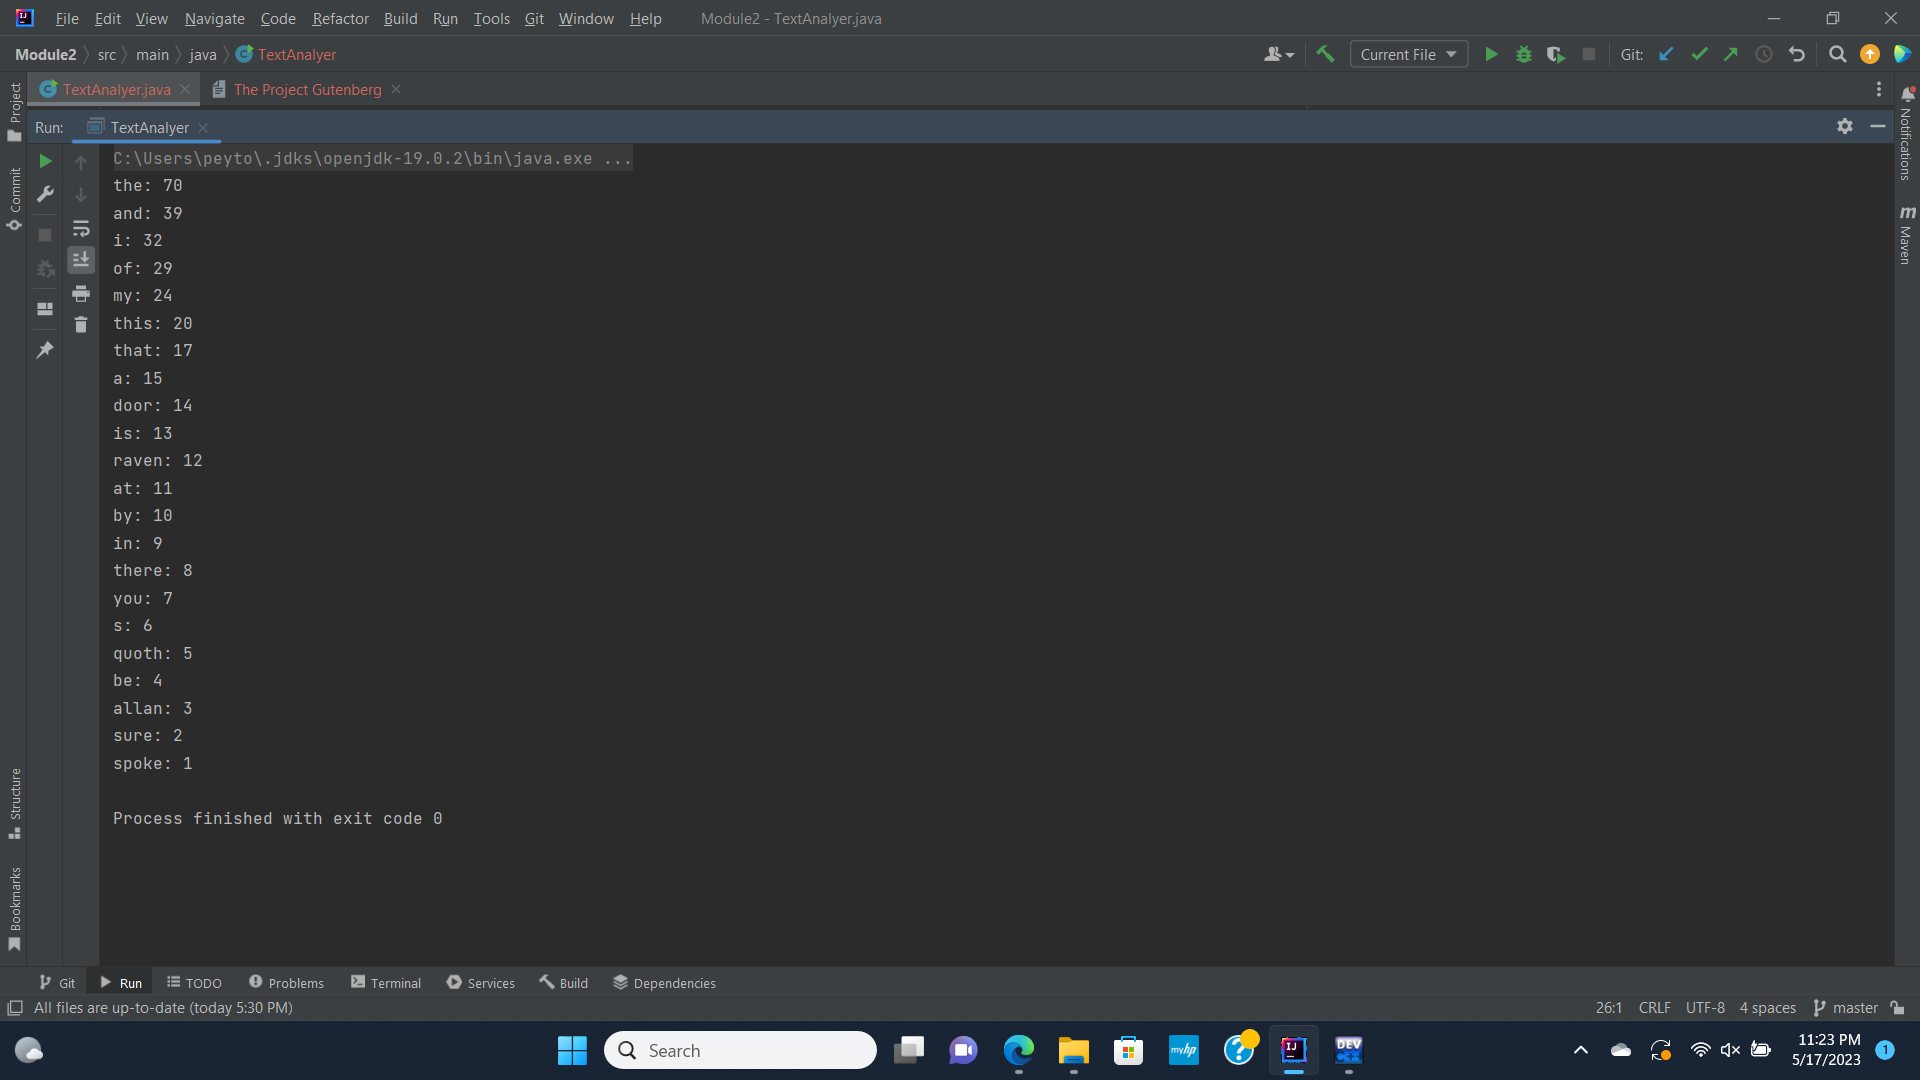 File Edit View Navigate Code Refactor Build Run Tools Git Window Help Module2 - TextAnalyer.java
Module2 src main java TextAnalyer Current File Git:
TextAnalyer.java The Project Gutenberg
Run: TextAnalyer
C:\Users\peyto\.jdks\openjdk-19.0.2\bin\java.exe ...
the: 70
and: 39
i: 32
of: 29
my: 24
this: 20
that: 17
a: 15
door: 14
is: 13
raven: 12
at: 11
by: 10
in: 9
there: 8
you: 7
s: 6
quoth: 5
be: 4
allan: 3
sure: 2
spoke: 1
Process finished with exit code 0
Project
Commit
Structure
Bookmarks
Notifications
m
Maven
Git Run TODO Problems Terminal Services Build Dependencies
All files are up-to-date (today 5:30 PM) 26:1 CRLF UTF-8 4 spaces master
Search myhp IJ DEV C++ 11:23 PM
5/17/2023 1